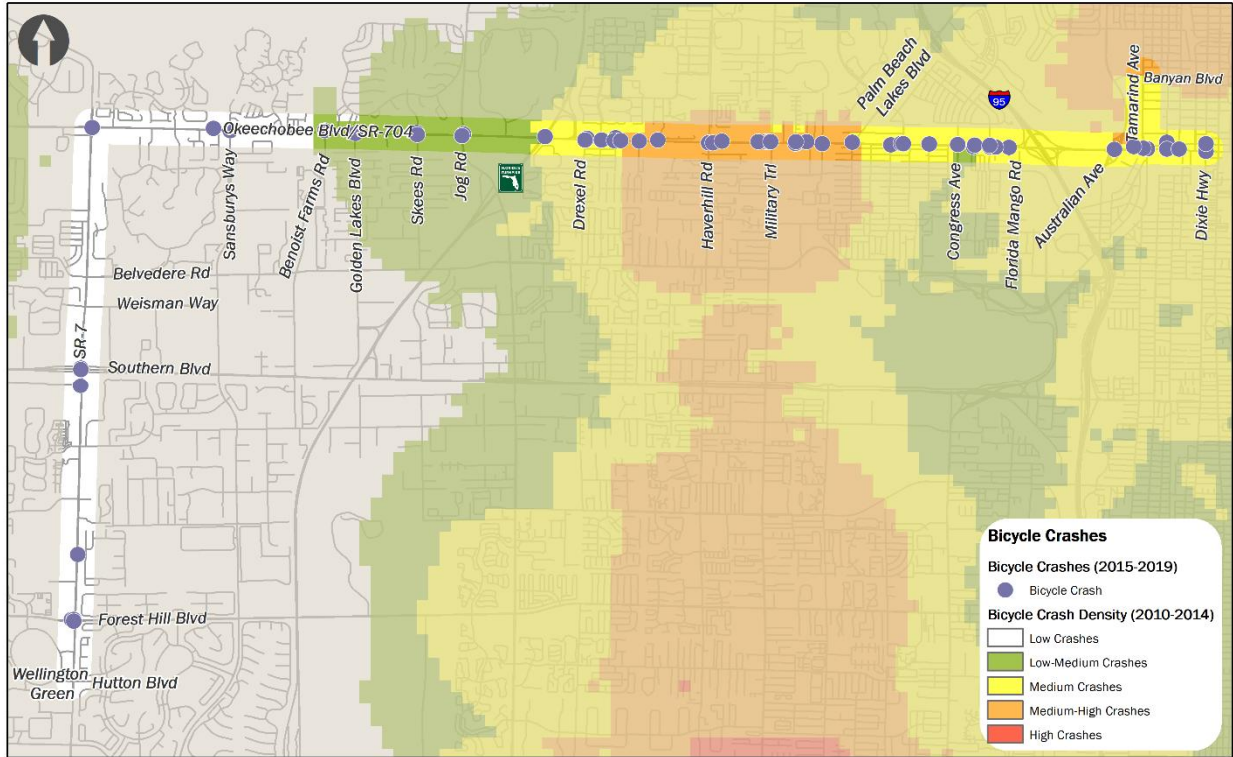 Palm Beach
Lakes Blvd
95
Tamarind Ave
Banyan Blvd
Okeechobee Blvd/SR-704
Sansburys Way
Benoist Farms Rd
Golden Lakes Blvd
Skees Rd
Jog Rd
Drexel Rd
Haverhill Rd
Military Trl
Congress Ave
Florida Mango Rd
Australian Ave
Dixie Hwy
Belvedere Rd
Weisman Way
SR-7
Southern Blvd
Forest Hill Blvd
Wellington
Green
Hutton Blvd
Bicycle Crashes
Bicycle Crashes (2015-2019)
Bicycle Crash
Bicycle Crash Density (2010-2014)
Low Crashes
Low-Medium Crashes
Medium Crashes
Medium-High Crashes
High Crashes